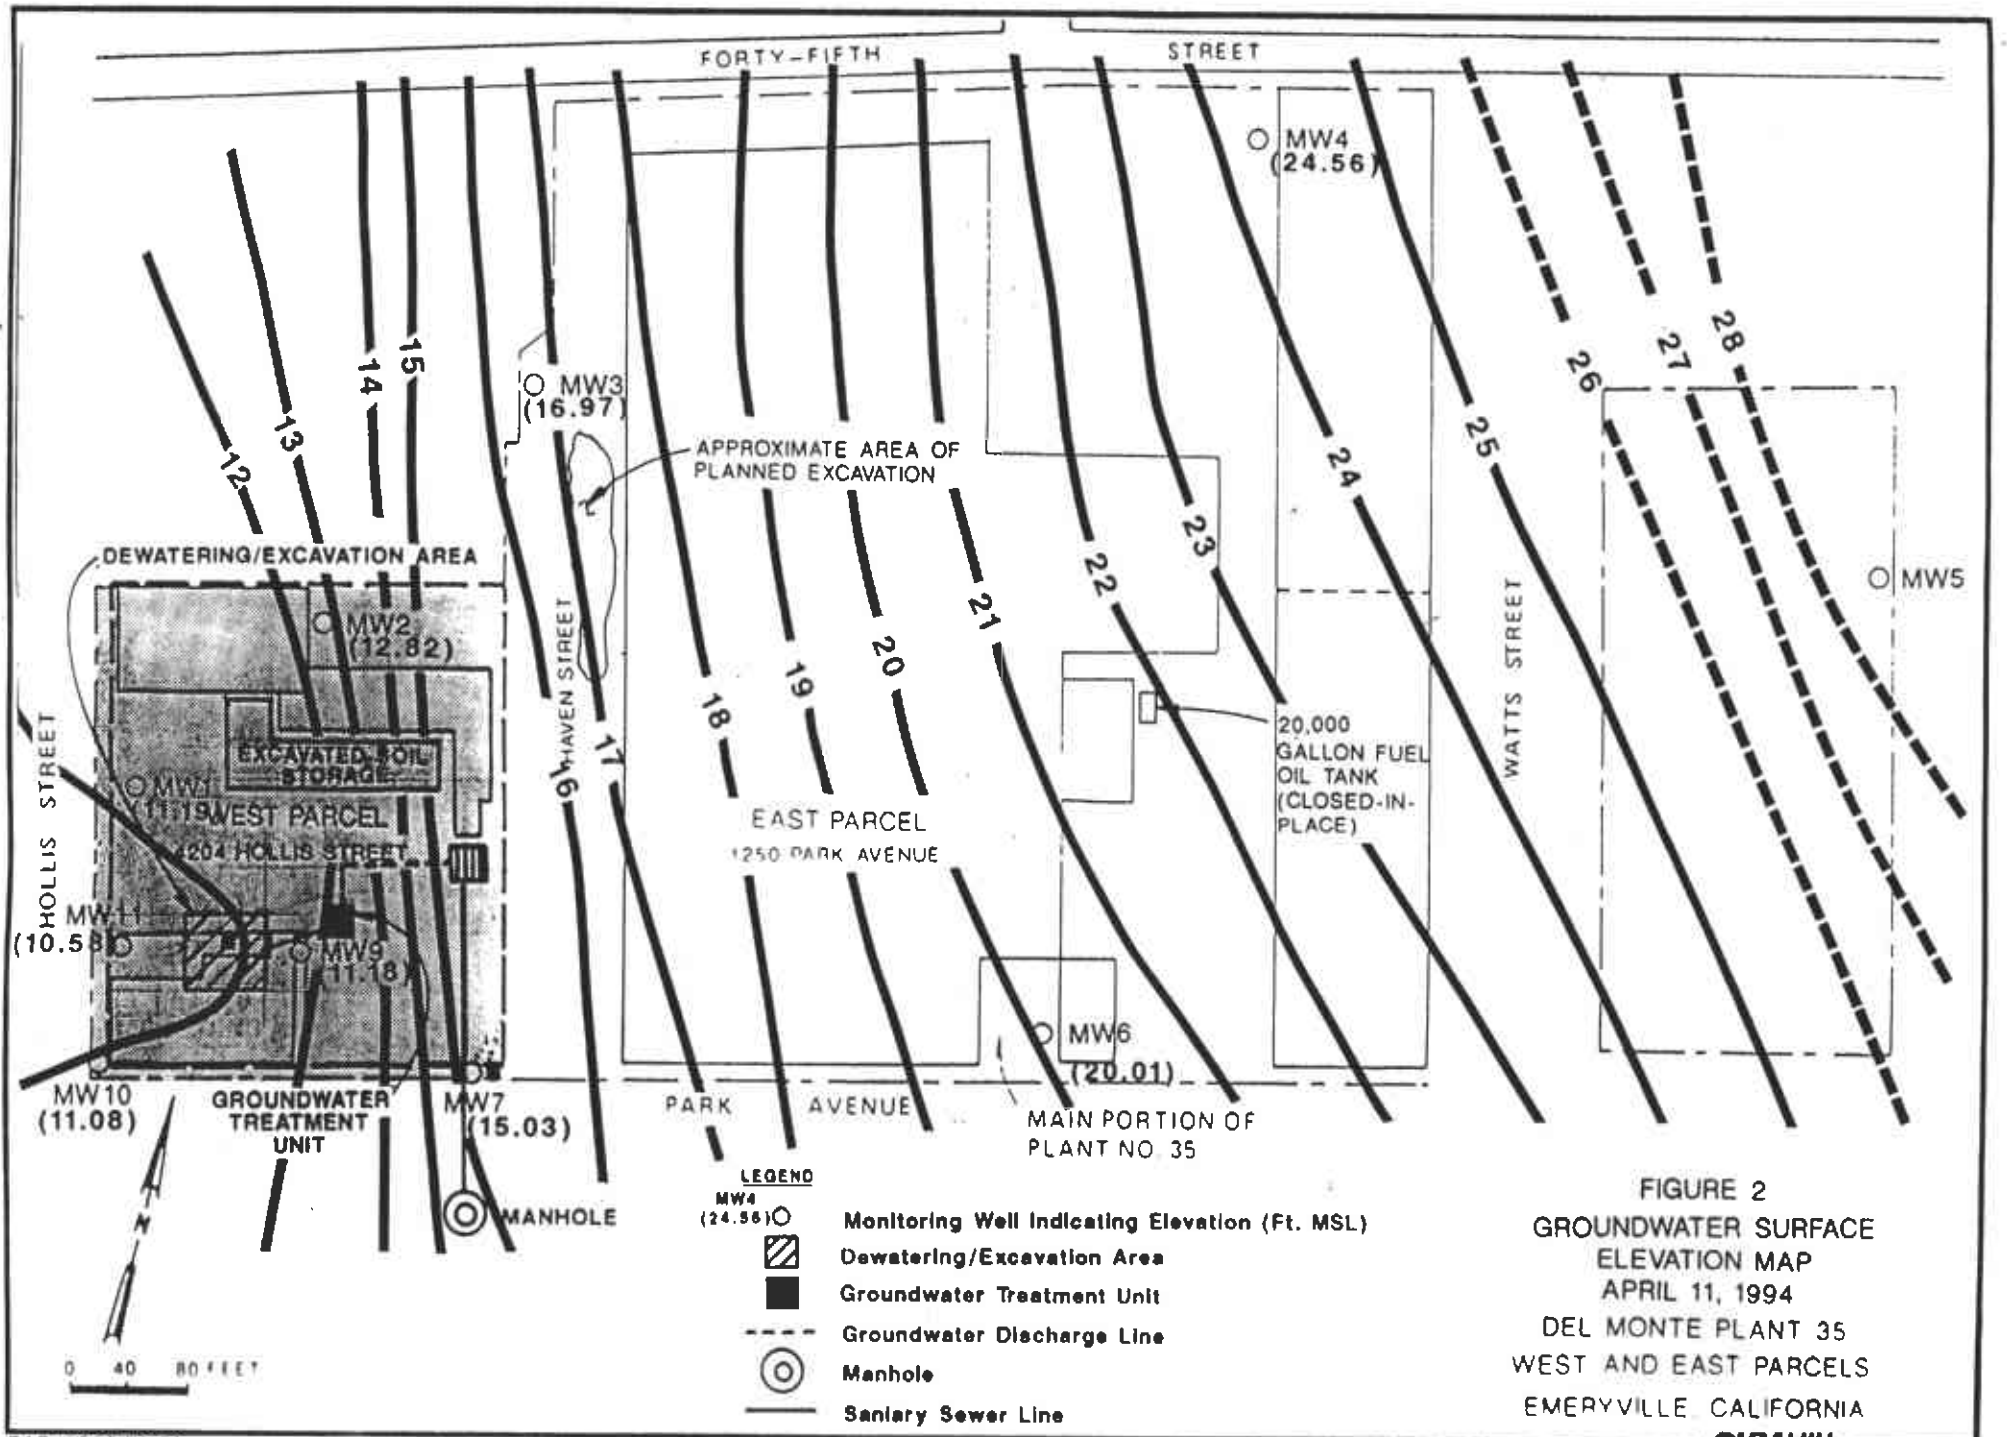 FORTY-FIFTH STREET
MW4
(24.56)
28
27
26
25
24
23
22
21
20
19
18
17
16
15
14
13
12
MW3
(16.97)
APPROXIMATE AREA OF
PLANNED EXCAVATION
DEWATERING/EXCAVATION AREA
MW5
MW2
(12.82)
HAVEN STREET
WATTS STREET
HOLLIS STREET
EXCAVATED SOIL
STORAGE
MW1
(11.19)
WEST PARCEL
4204 HOLLIS STREET
20,000
GALLON FUEL
OIL TANK
(CLOSED-IN-
PLACE)
EAST PARCEL
1250 PARK AVENUE
MW11
(10.58)
MW9
(11.18)
MW6
(20.01)
MW10
(11.08)
GROUNDWATER
TREATMENT
UNIT
MW7
(15.03)
PARK AVENUE
MAIN PORTION OF
PLANT NO. 35
N
MANHOLE
0 40 80 FEET
LEGEND
MW4
(24.56)
Monitoring Well Indicating Elevation (Ft. MSL)
Dewatering/Excavation Area
Groundwater Treatment Unit
Groundwater Discharge Line
Manhole
Saniary Sewer Line
FIGURE 2
GROUNDWATER SURFACE
ELEVATION MAP
APRIL 11, 1994
DEL MONTE PLANT 35
WEST AND EAST PARCELS
EMERYVILLE, CALIFORNIA